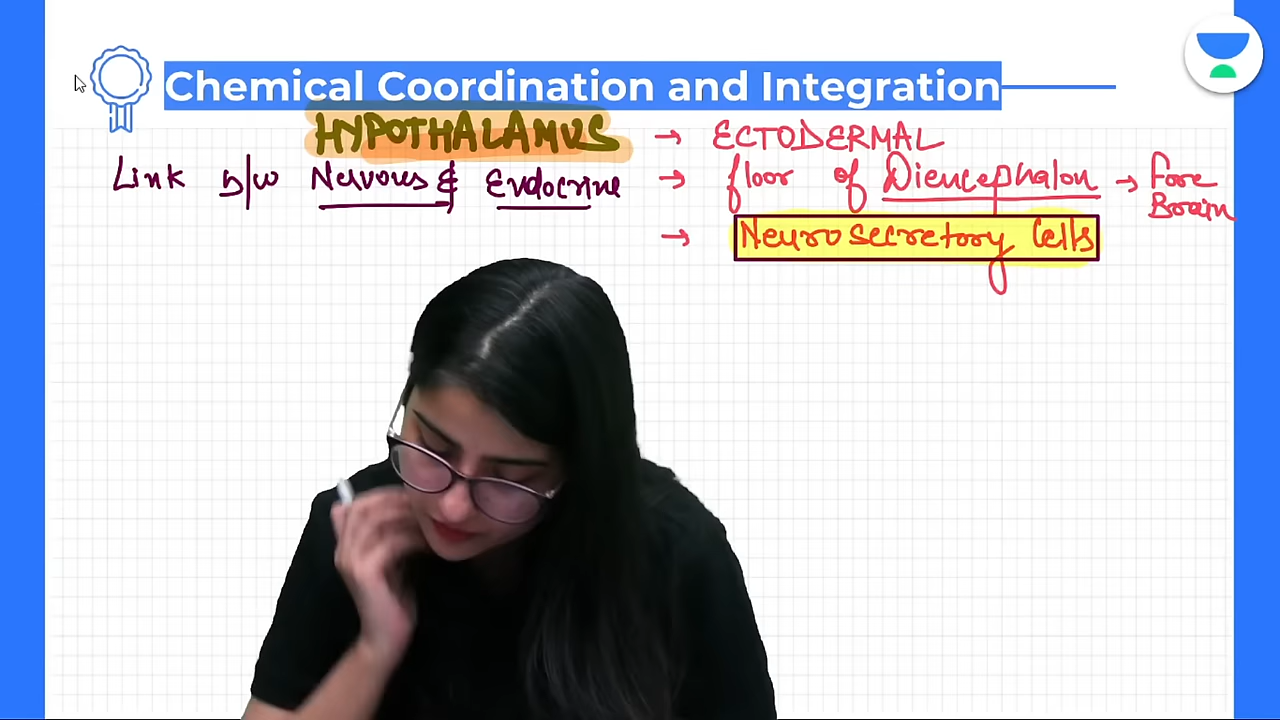 Chemical Coordination and Integration
HYPOTHALAMUS → ECTODERMAL
Link b/w Nervous & Endocrine → floor of Diencephalon → Fore Brain
→ Neurosecretory Cells